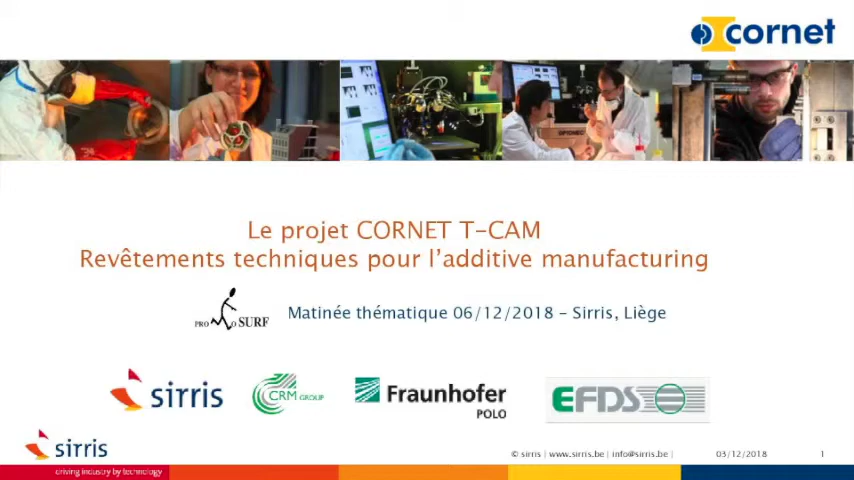 cornet
Le projet CORNET T-CAM
Revêtements techniques pour l’additive manufacturing
PROMOSURF
Matinée thématique 06/12/2018 – Sirris, Liège
sirris
CRM GROUP
Fraunhofer
POLO
EFDS
sirris
© sirris | www.sirris.be | info@sirris.be |
03/12/2018
1
driving industry by technology